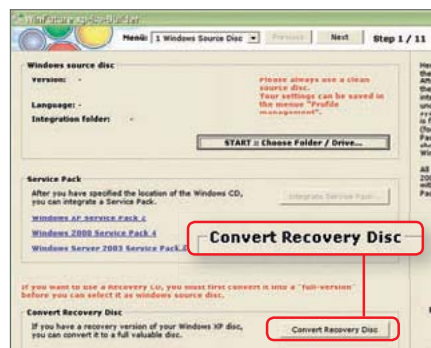 WinFuture xp-Iso-Builder
Menü: 1 Windows Source Disc Previous Next Step 1 / 11
Windows source disc
Version: -
Please always use a clean
source disc.
Your settings can be saved in
the menue "Profile
management".
Language: -
Integration folder: -
START :: Choose Folder / Drive...
Service Pack
After you have specified the location of the Windows CD,
you can integrate a Service Pack.
Integrate Service Pack...
Windows XP Service Pack 2
Windows 2000 Service Pack 4
Windows Server 2003 Service Pack
Convert Recovery Disc
If you want to use a Recovery CD, you must first convert it into a "full-version"
before you can select it as windows source disc.
Convert Recovery Disc
If you have a recovery version of your Windows XP disc,
you can convert it to a full valuable disc.
Convert Recovery Disc